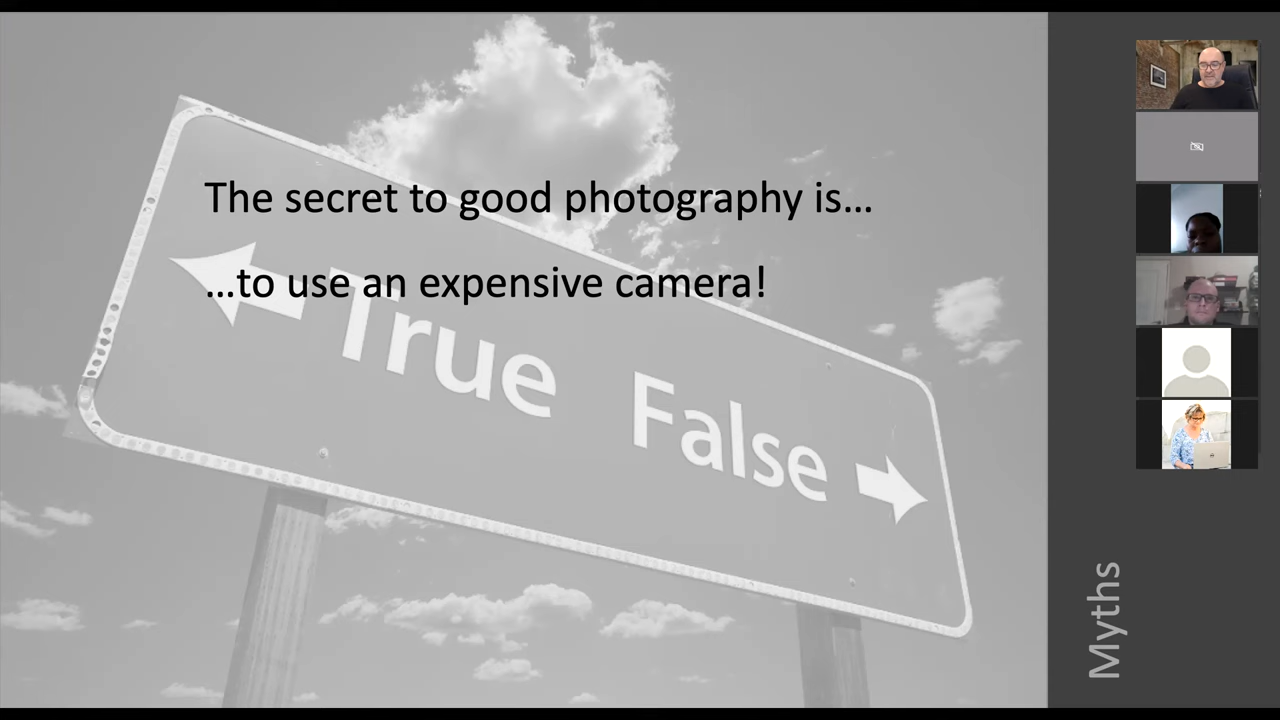 The secret to good photography is...
...to use an expensive camera!
True False
Myths